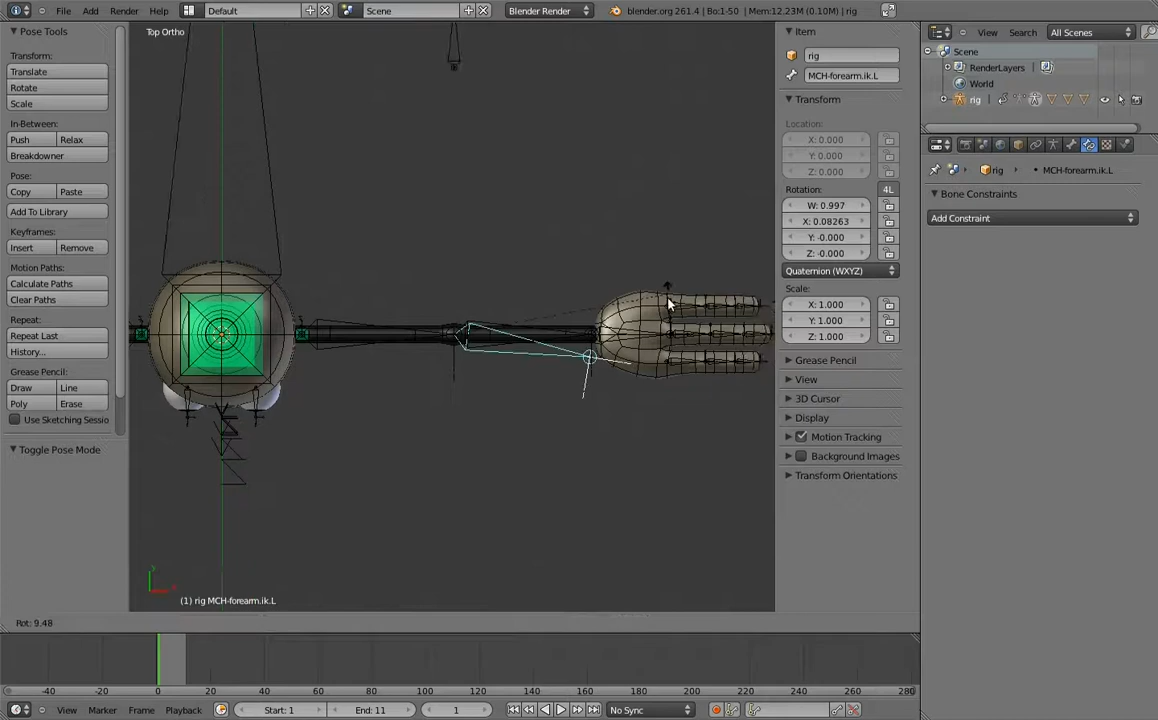 File Add Render Help Default Scene Blender Render blender.org 261.4 | Bo:1-50 | Mem:12.23M (0.10M) | rig
Pose Tools
Transform:
Translate
Rotate
Scale
In-Between:
Push Relax
Breakdowner
Pose:
Copy Paste
Add To Library
Keyframes:
Insert Remove
Motion Paths:
Calculate Paths
Clear Paths
Repeat:
Repeat Last
History...
Grease Pencil:
Draw Line
Poly Erase
Use Sketching Sessio
Toggle Pose Mode
Top Ortho
(1) rig MCH-forearm.ik.L
Rot: 9.48
Item
rig
MCH-forearm.ik.L
Transform
Location:
X: 0.000
Y: 0.000
Z: 0.000
Rotation:
4L
W: 0.997
X: 0.08263
Y: -0.000
Z: -0.000
Quaternion (WXYZ)
Scale:
X: 1.000
Y: 1.000
Z: 1.000
Grease Pencil
View
3D Cursor
Display
Motion Tracking
Background Images
Transform Orientations
View Search All Scenes
Scene
RenderLayers
World
rig
rig MCH-forearm.ik.L
Bone Constraints
Add Constraint
-40 -20 0 20 40 60 80 100 120 140 160 180 200 220 240 260 280
View Marker Frame Playback Start: 1 End: 11 1 No Sync